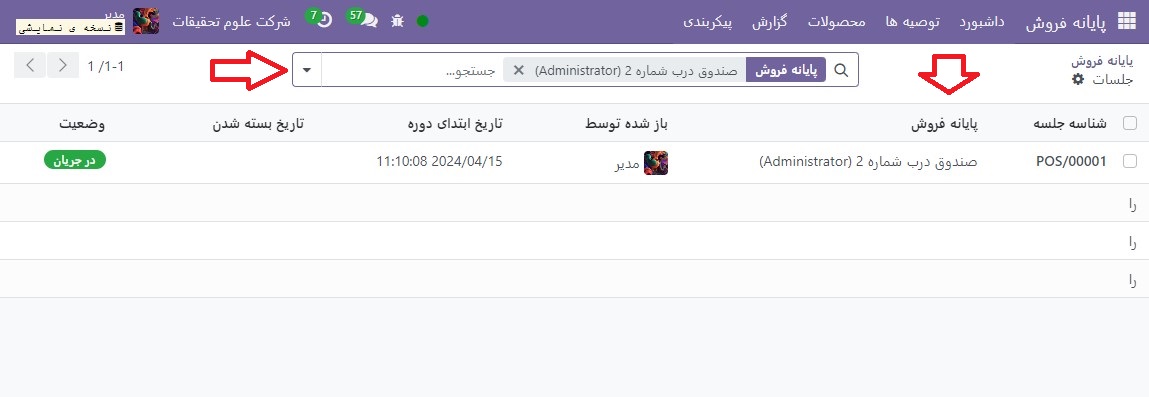 پایانه فروش داشبورد توصیه ها محصولات گزارش پیکربندی 57 7 شرکت علوم تحقیقات مدیر
نسخه ی نمایشی
پایانه فروش
جلسات
پایانه فروش صندوق درب شماره 2 (Administrator) جستجو...
1-1/ 1
شناسه جلسه پایانه فروش باز شده توسط تاریخ ابتدای دوره تاریخ بسته شدن وضعیت
POS/00001 صندوق درب شماره 2 (Administrator) مدیر 2024/04/15 11:10:08 در جریان
را
را
را